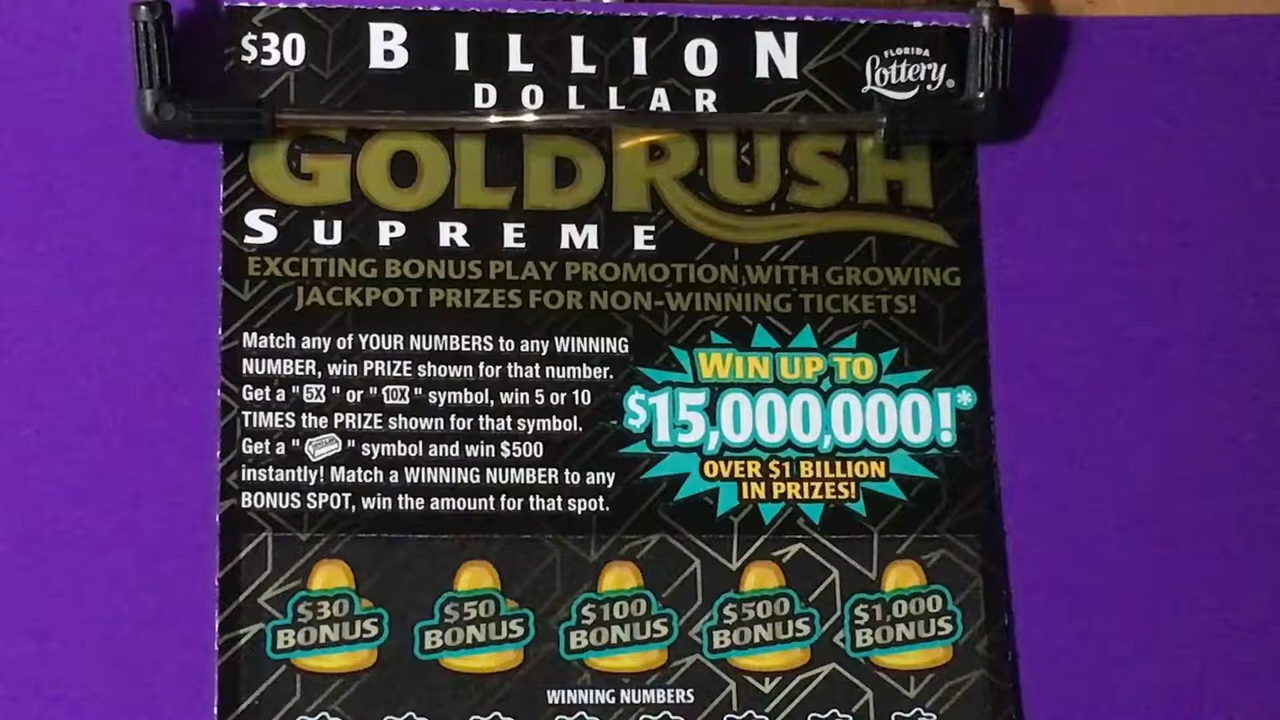 $30
BILLION
DOLLAR
FLORIDA
Lottery®
GOLD RUSH
SUPREME
EXCITING BONUS PLAY PROMOTION WITH GROWING
JACKPOT PRIZES FOR NON-WINNING TICKETS!
Match any of YOUR NUMBERS to any WINNING
NUMBER, win PRIZE shown for that number.
Get a "5X" or "10X" symbol, win 5 or 10
TIMES the PRIZE shown for that symbol.
Get a " " symbol and win $500
instantly! Match a WINNING NUMBER to any
BONUS SPOT, win the amount for that spot.
WIN UP TO
$15,000,000!*
OVER $1 BILLION
IN PRIZES!
$30
BONUS
$50
BONUS
$100
BONUS
$500
BONUS
$1,000
BONUS
WINNING NUMBERS